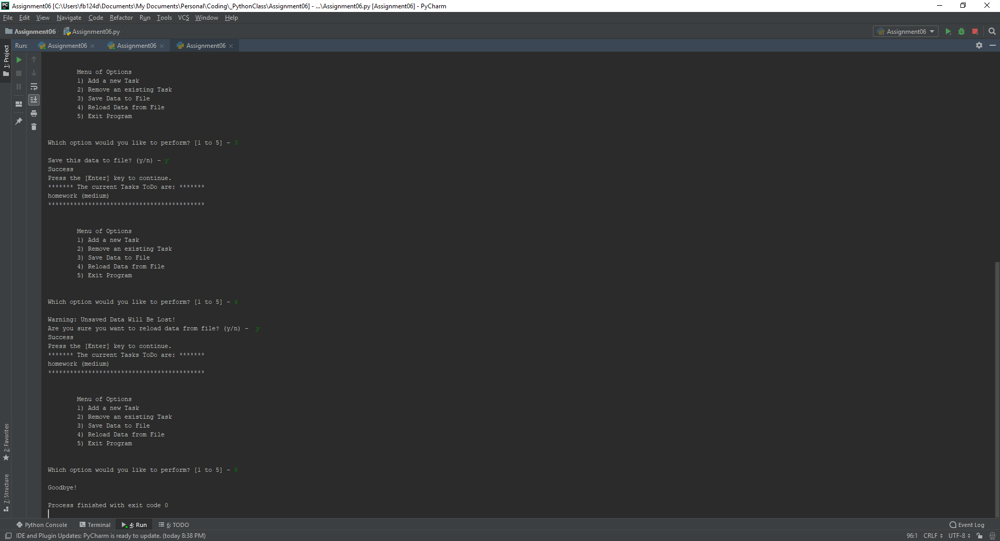 Assignment06 [C:\Users\fb124d\Documents\My Documents\Personal\Coding\_PythonClass\Assignment06] - ...\Assignment06.py [Assignment06] - PyCharm
File Edit View Navigate Code Refactor Run Tools VCS Window Help
Assignment06 Assignment06.py Assignment06
Run: Assignment06 Assignment06 Assignment06
1: Project
Menu of Options
1) Add a new Task
2) Remove an existing Task
3) Save Data to File
4) Reload Data from File
5) Exit Program
Which option would you like to perform? [1 to 5] - 3
Save this data to file? (y/n) - y
Success
Press the [Enter] key to continue.
******* The current Tasks ToDo are: *******
homework (medium)
*******************************************
Menu of Options
1) Add a new Task
2) Remove an existing Task
3) Save Data to File
4) Reload Data from File
5) Exit Program
Which option would you like to perform? [1 to 5] - 4
Warning: Unsaved Data Will Be Lost!
Are you sure you want to reload data from file? (y/n) -  y
Success
Press the [Enter] key to continue.
******* The current Tasks ToDo are: *******
homework (medium)
*******************************************
Menu of Options
1) Add a new Task
2) Remove an existing Task
3) Save Data to File
4) Reload Data from File
5) Exit Program
Which option would you like to perform? [1 to 5] - 5
Goodbye!
Process finished with exit code 0
2: Favorites
7: Structure
Python Console Terminal 4: Run 6: TODO Event Log
IDE and Plugin Updates: PyCharm is ready to update. (today 8:38 PM) 96:1 CRLF UTF-8